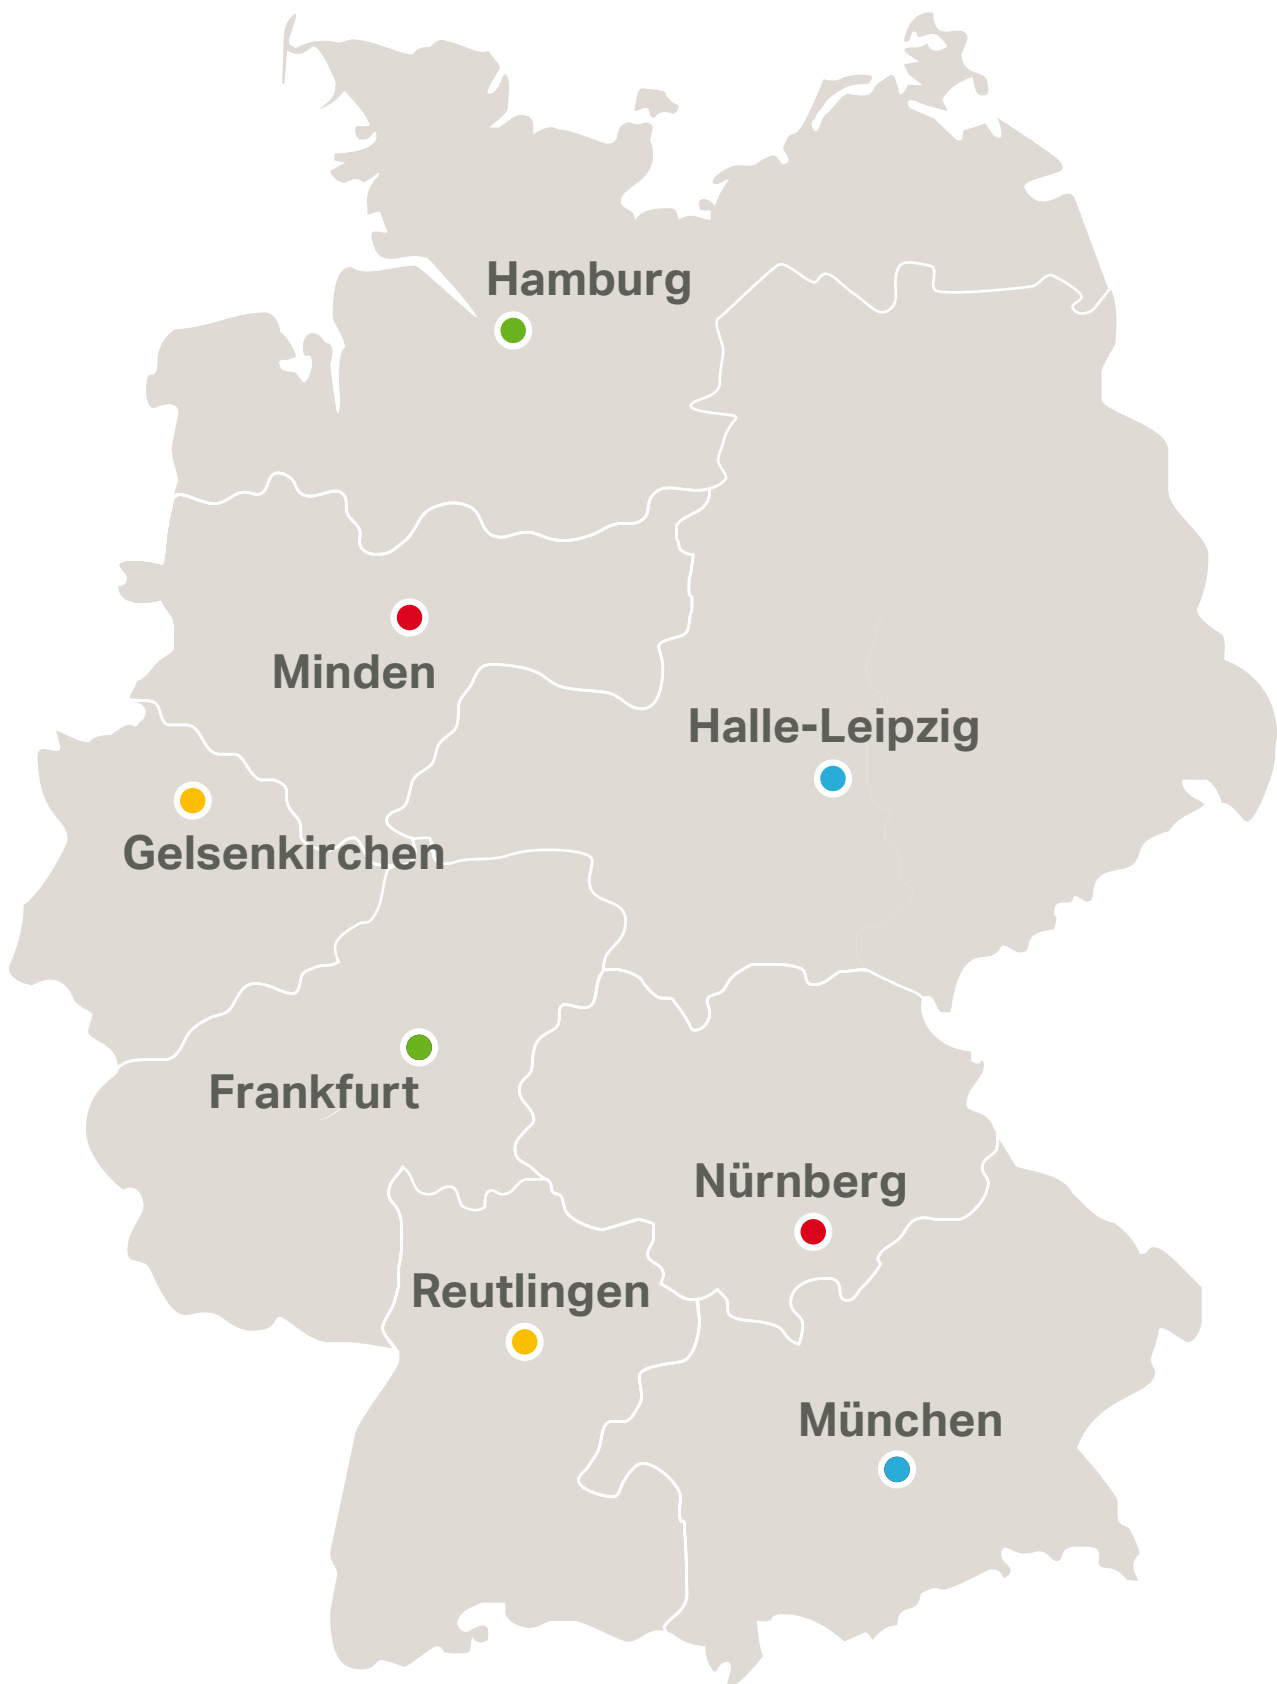 Hamburg
Minden
Halle-Leipzig
Gelsenkirchen
Frankfurt
Nürnberg
Reutlingen
München